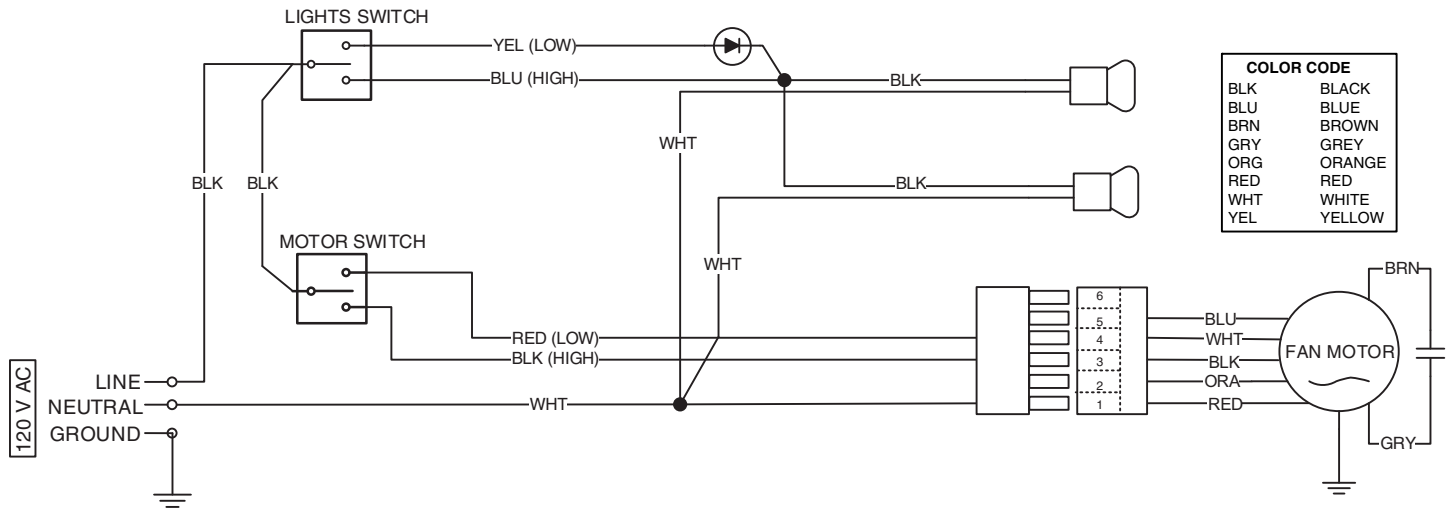 LIGHTS SWITCH
YEL (LOW)
BLU (HIGH)
BLK
WHT
BLK
BLK
BLK
WHT
MOTOR SWITCH
RED (LOW)
BLK (HIGH)
120 V AC
LINE
NEUTRAL
GROUND
WHT
COLOR CODE
BLK BLACK
BLU BLUE
BRN BROWN
GRY GREY
ORG ORANGE
RED RED
WHT WHITE
YEL YELLOW
6
5
4
3
2
1
BLU
WHT
BLK
ORA
RED
FAN MOTOR
BRN
GRY